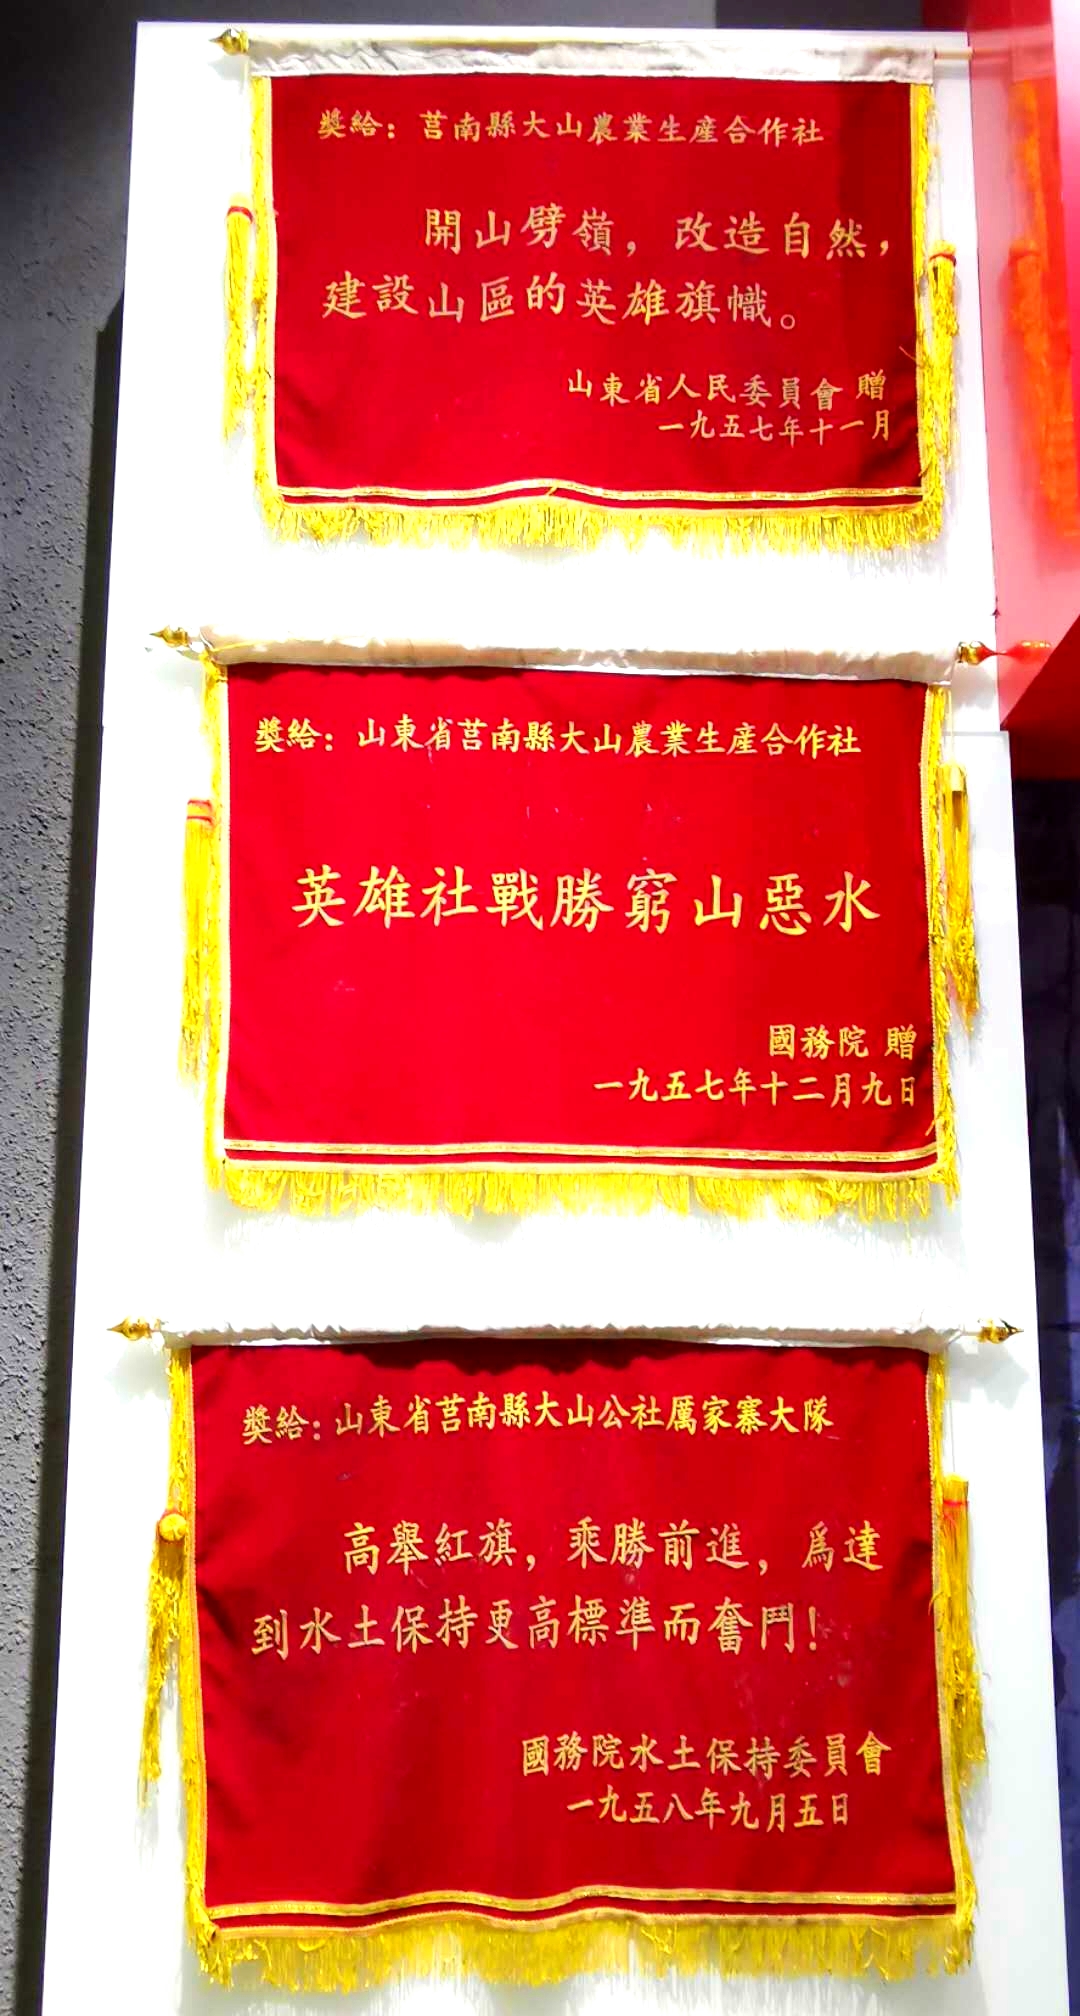 獎給：莒南縣大山農業生産合作社
開山劈嶺，改造自然，
建設山區的英雄旗幟。
山東省人民委員會 贈
一九五七年十一月
獎給：山東省莒南縣大山農業生産合作社
英雄社戰勝窮山惡水
國務院 贈
一九五七年十二月九日
獎給：山東省莒南縣大山公社厲家寨大隊
高舉紅旗，乘勝前進，爲達
到水土保持更高標準而奮鬥！
國務院水土保持委員會
一九五八年九月五日